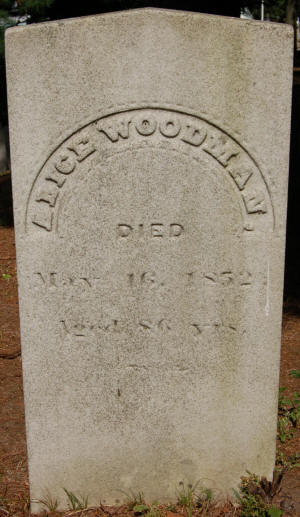 ALICE WOODMAN.
DIED
May 16, 1852.
Aged 86 yrs.